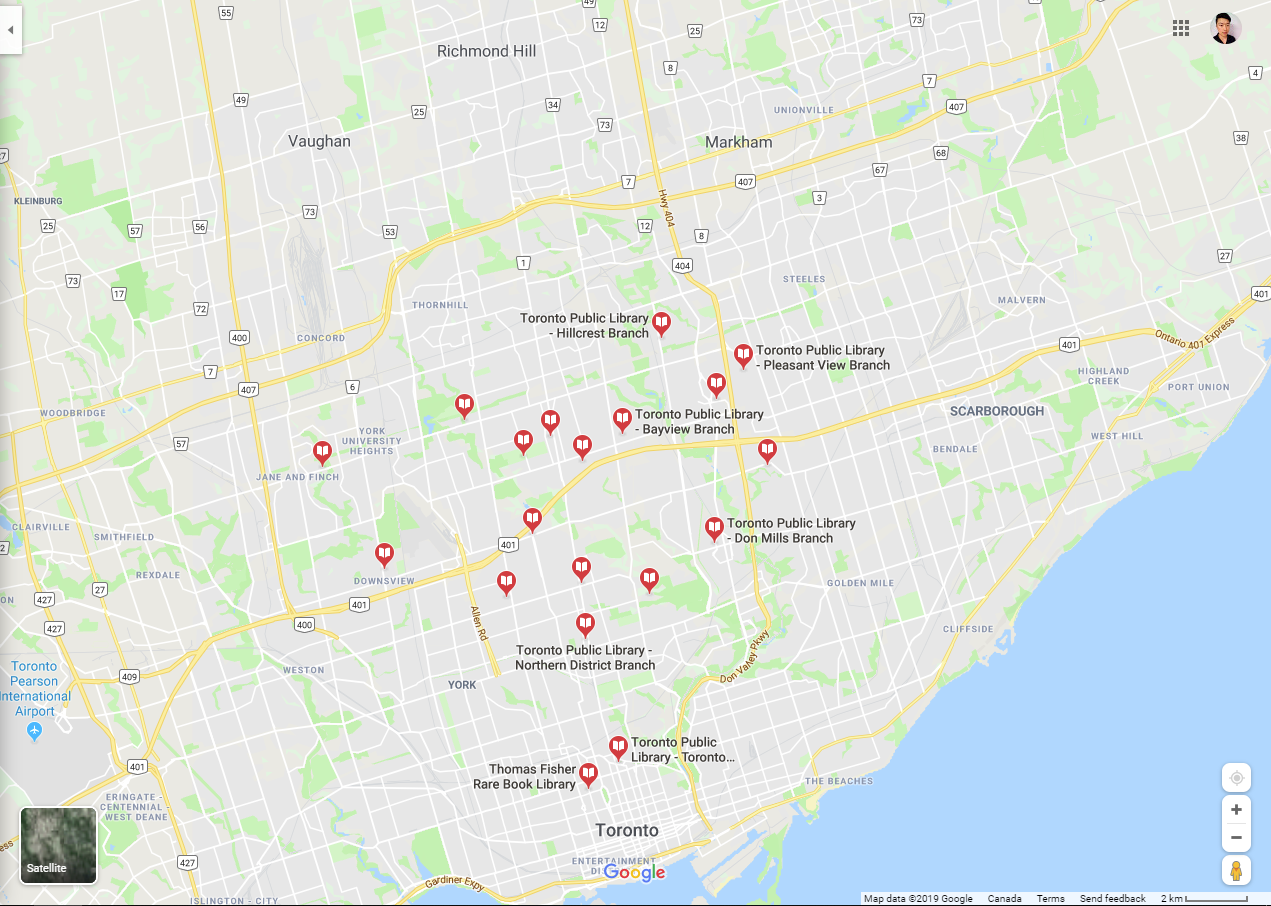 55
49
12
73
25
Richmond Hill
8
4
7
49
34
407
25
UNIONVILLE
73
38
Vaughan
Markham
68
27
67
7
407
KLEINBURG
Hwy 404
3
73
25
57
56
53
12
8
27
1
404
73
STEELES
17
401
MALVERN
72
THORNHILL
Toronto Public Library
- Hillcrest Branch
Ontario 401 Express
400
CONCORD
401
Toronto Public Library
- Pleasant View Branch
7
407
6
HIGHLAND
CREEK
PORT UNION
WOODBRIDGE
Toronto Public Library
- Bayview Branch
SCARBOROUGH
YORK
UNIVERSITY
HEIGHTS
57
WEST HILL
BENDALE
JANE AND FINCH
CLAIRVILLE
SMITHFIELD
Toronto Public Library
- Don Mills Branch
401
2
REXDALE
DOWNSVIEW
GOLDEN MILE
27
ON
427
401
427
400
Allen Rd
CLIFFSIDE
Toronto Public Library -
Northern District Branch
Don Valley Pkwy
Toronto
Pearson
International
Airport
WESTON
409
YORK
Toronto Public
Library - Toronto...
401
Thomas Fisher
Rare Book Library
THE BEACHES
ERINGATE -
CENTENNIAL -
WEST DEANE
Toronto
427
ENTERTAINMENT
Satellite
Google
Gardiner Expy
ISLINGTON - CITY
Map data ©2019 Google Canada Terms Send feedback 2 km